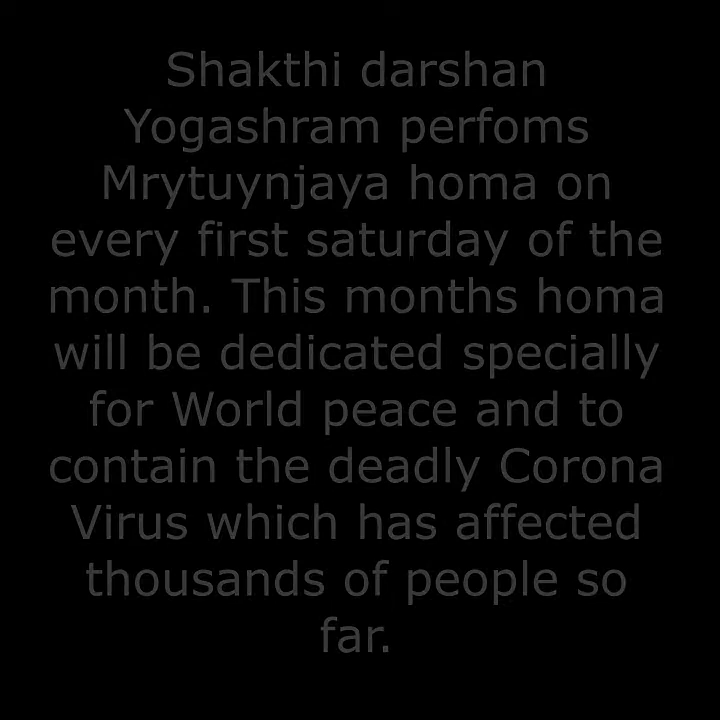 Shakthi darshan
Yogashram perfoms
Mrytuynjaya homa on
every first saturday of the
month. This months homa
will be dedicated specially
for World peace and to
contain the deadly Corona
Virus which has affected
thousands of people so
far.